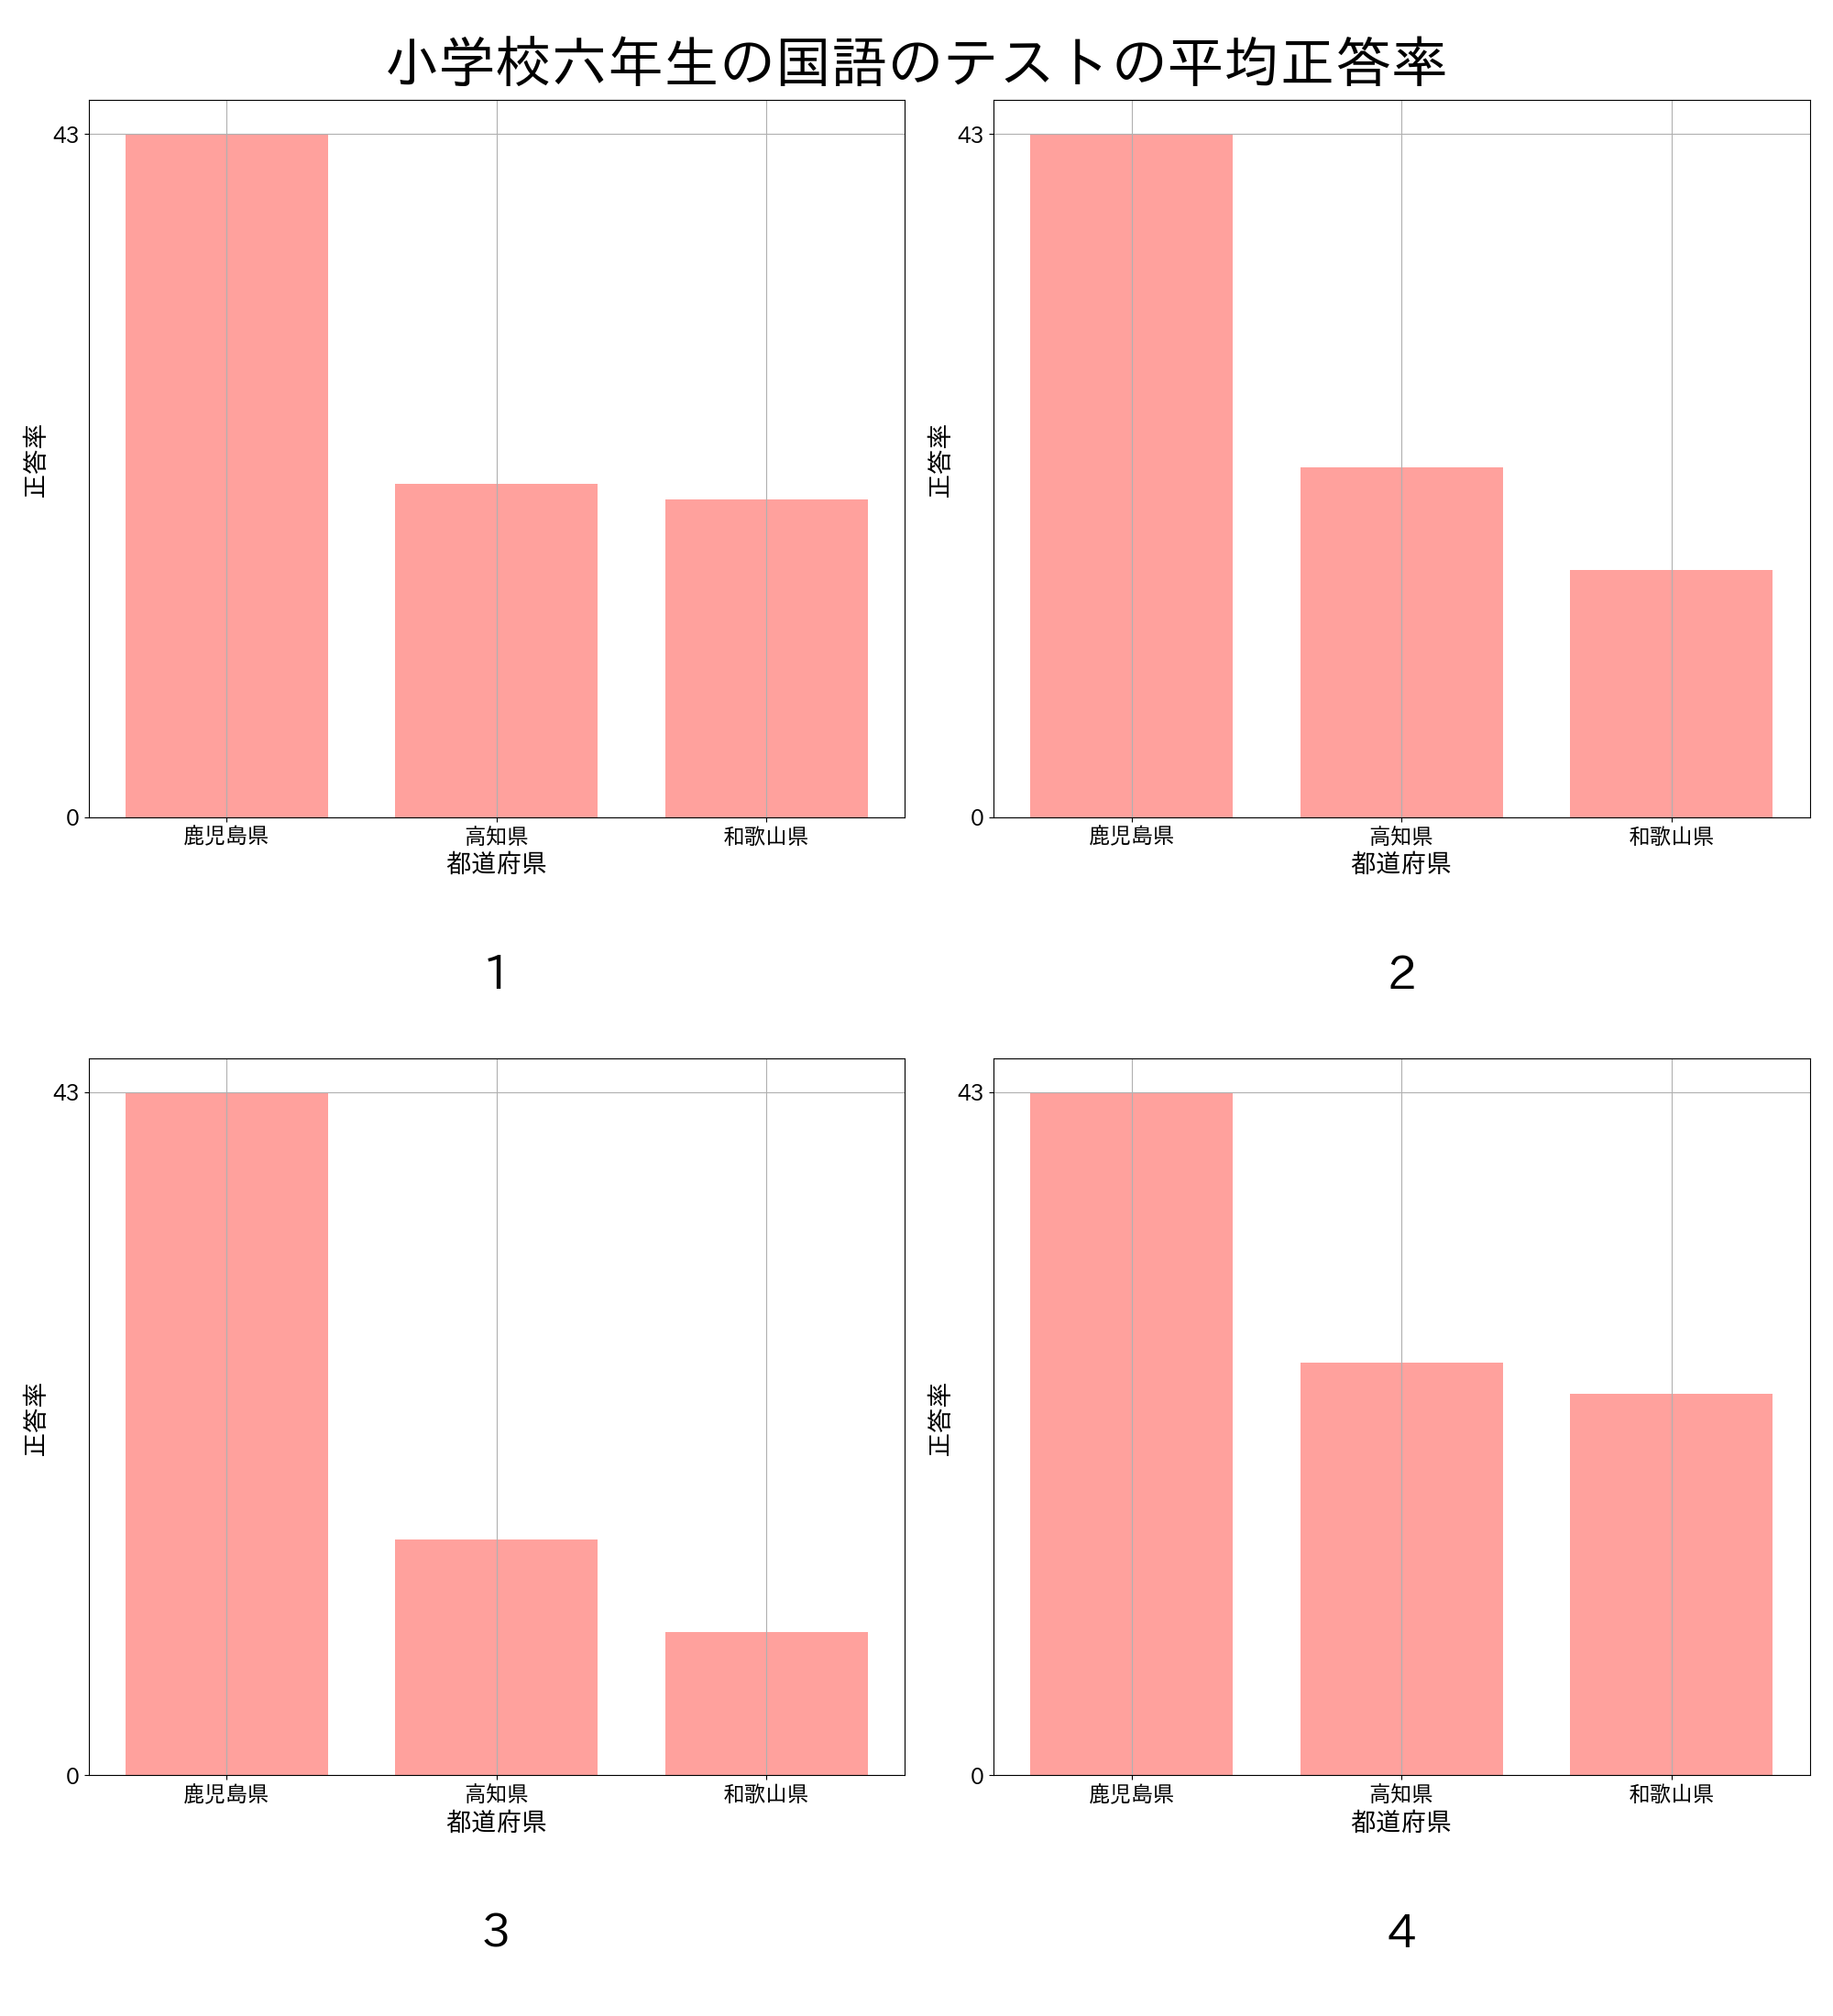 小学校六年生の国語のテストの平均正答率
43
正答率
0
鹿児島県 高知県 和歌山県
都道府県
1
43
正答率
0
鹿児島県 高知県 和歌山県
都道府県
2
43
正答率
0
鹿児島県 高知県 和歌山県
都道府県
3
43
正答率
0
鹿児島県 高知県 和歌山県
都道府県
4